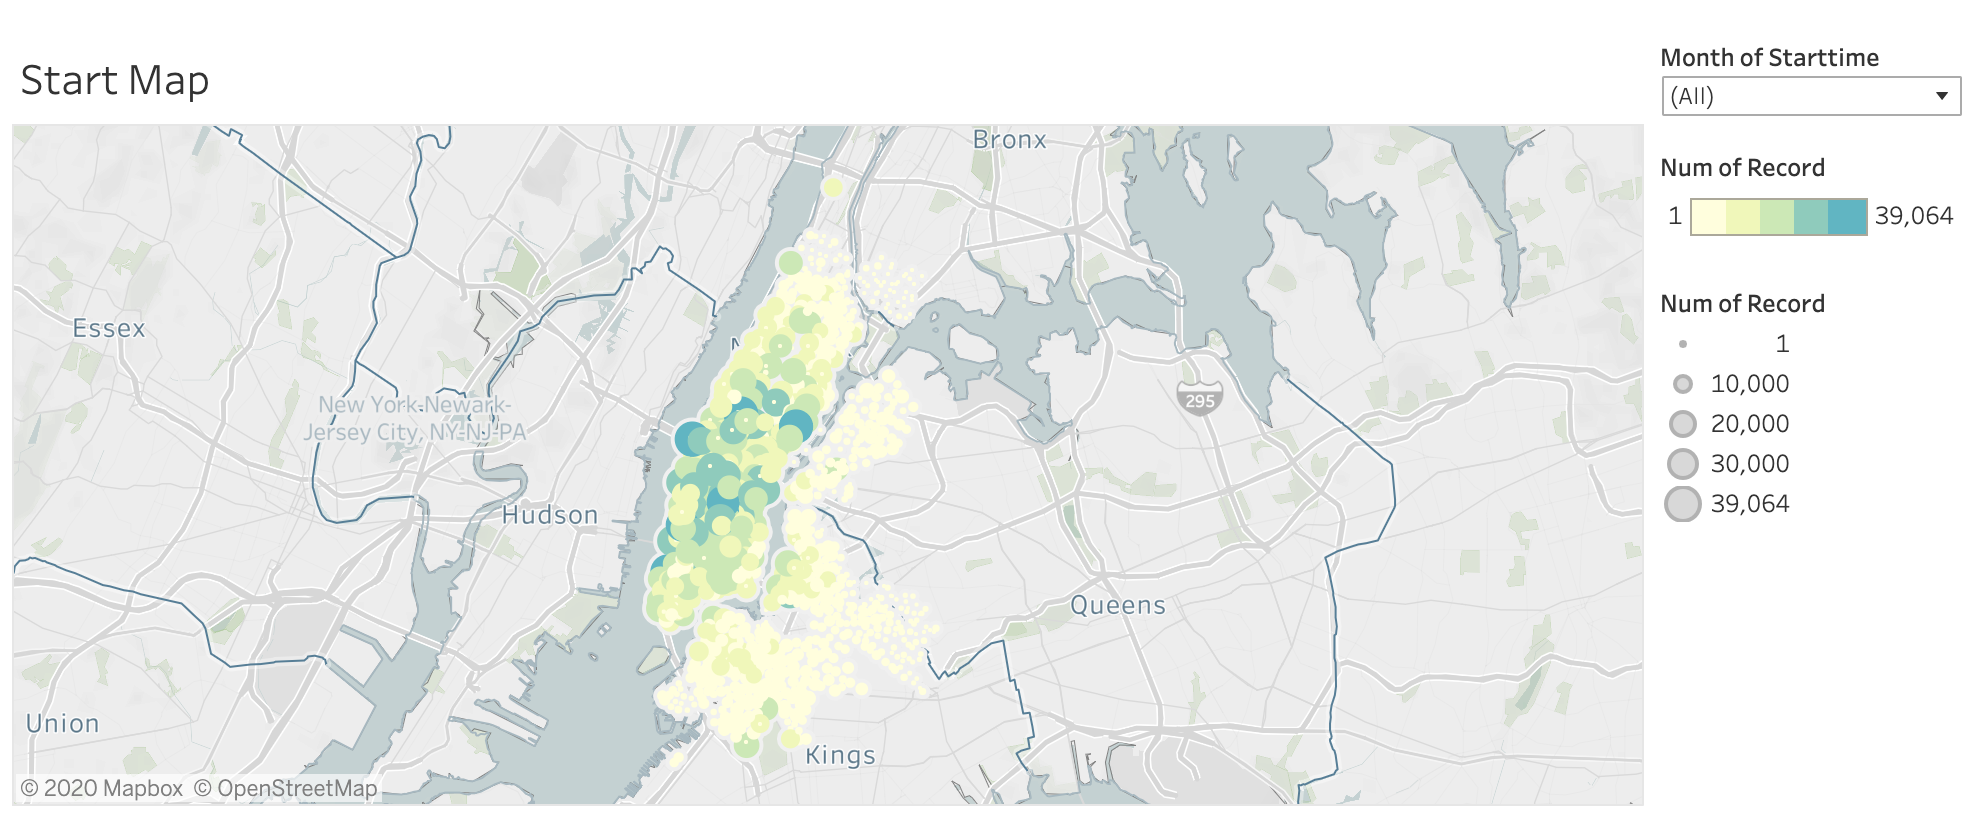 Start Map
Month of Starttime
(All)
Num of Record
1 39,064
Num of Record
1
10,000
20,000
30,000
39,064
Bronx
Essex
New York-Newark-
Jersey City, NY-NJ-PA
295
Hudson
Queens
Union
Kings
© 2020 Mapbox © OpenStreetMap